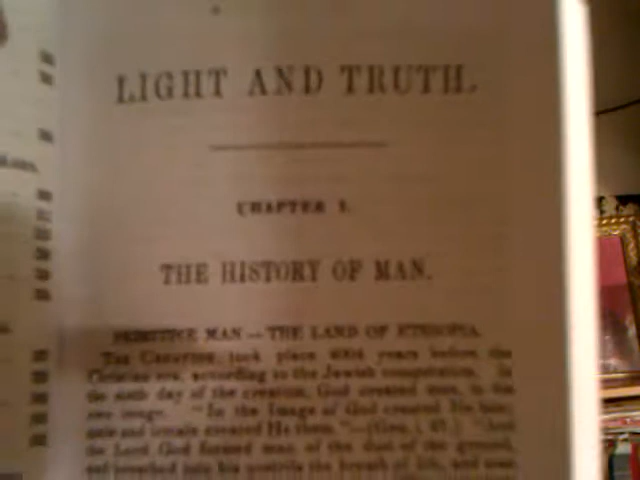 LIGHT AND TRUTH.
CHAPTER I.
THE HISTORY OF MAN.
PRIMITIVE MAN — THE LAND OF ETHIOPIA.
THE CREATION took place 4004 years before the
Christian era, according to the Jewish computation. In
the sixth day of the creation, God created man, in his
own image. "In the Image of God created He him;
male and female created He them."—(Gen. i. 27.) "And
the Lord God formed man, of the dust of the ground,
and breathed into his nostrils the breath of life, and man